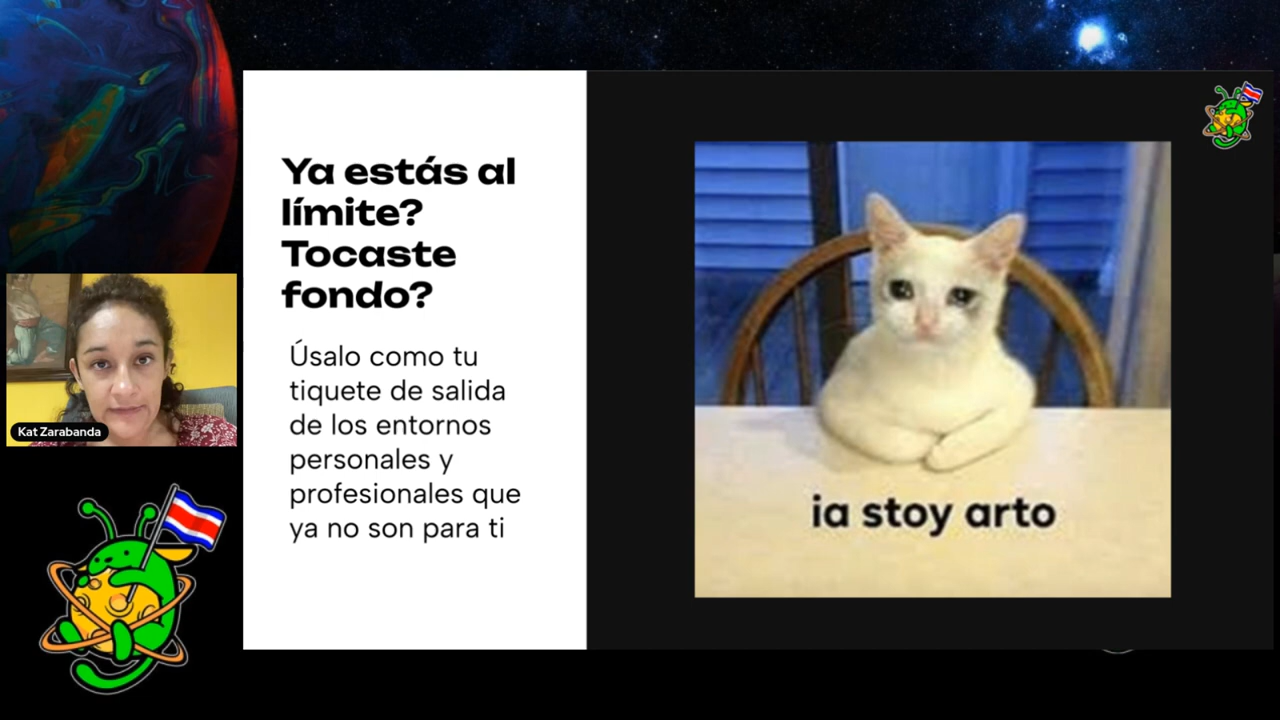 Ya estás al
límite?
Tocaste
fondo?
Úsalo como tu
tiquete de salida
de los entornos
personales y
profesionales que
ya no son para ti
ia stoy arto
Kat Zarabanda